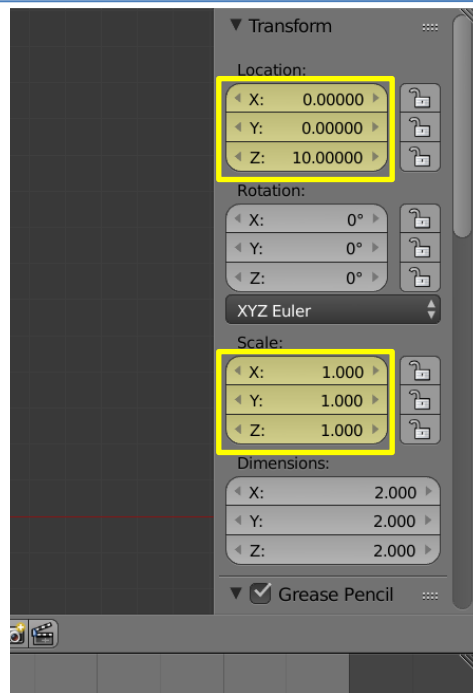 Transform
Location:
X: 0.00000
Y: 0.00000
Z: 10.00000
Rotation:
X: 0°
Y: 0°
Z: 0°
XYZ Euler
Scale:
X: 1.000
Y: 1.000
Z: 1.000
Dimensions:
X: 2.000
Y: 2.000
Z: 2.000
Grease Pencil